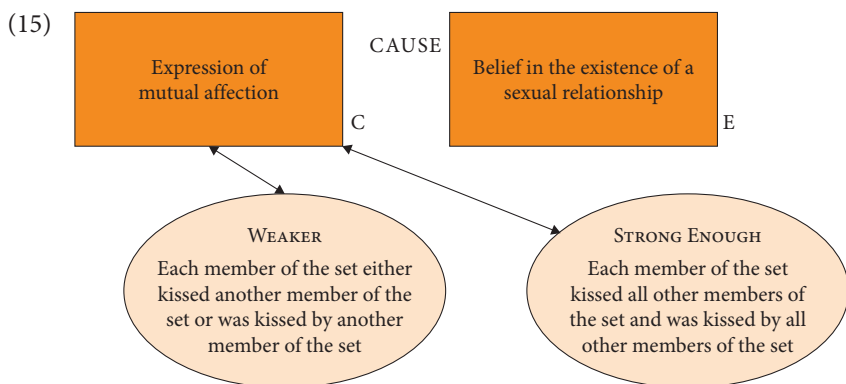 (15)
Expression of
mutual affection
C
CAUSE
Belief in the existence of a
sexual relationship
E
WEAKER
Each member of the set either
kissed another member of the
set or was kissed by another
member of the set
STRONG ENOUGH
Each member of the set
kissed all other members of
the set and was kissed by all
other members of the set